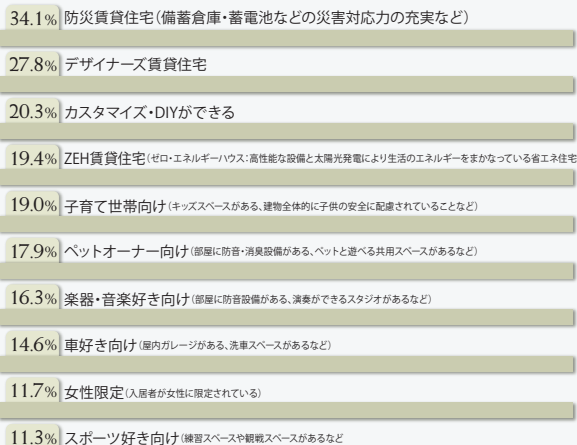 34.1% 防災賃貸住宅（備蓄倉庫・蓄電池などの災害対応力の充実など）
27.8% デザイナーズ賃貸住宅
20.3% カスタマイズ・DIYができる
19.4% ZEH賃貸住宅（ゼロ・エネルギーハウス：高性能な設備と太陽光発電により生活のエネルギーをまかなっている省エネ住宅
19.0% 子育て世帯向け（キッズスペースがある、建物全体的に子供の安全に配慮されていることなど）
17.9% ペットオーナー向け（部屋に防音・消臭設備がある、ペットと遊べる共用スペースがあるなど）
16.3% 楽器・音楽好き向け（部屋に防音設備がある、演奏ができるスタジオがあるなど）
14.6% 車好き向け（屋内ガレージがある、洗車スペースがあるなど）
11.7% 女性限定（入居者が女性に限定されている）
11.3% スポーツ好き向け（練習スペースや観戦スペースがあるなど